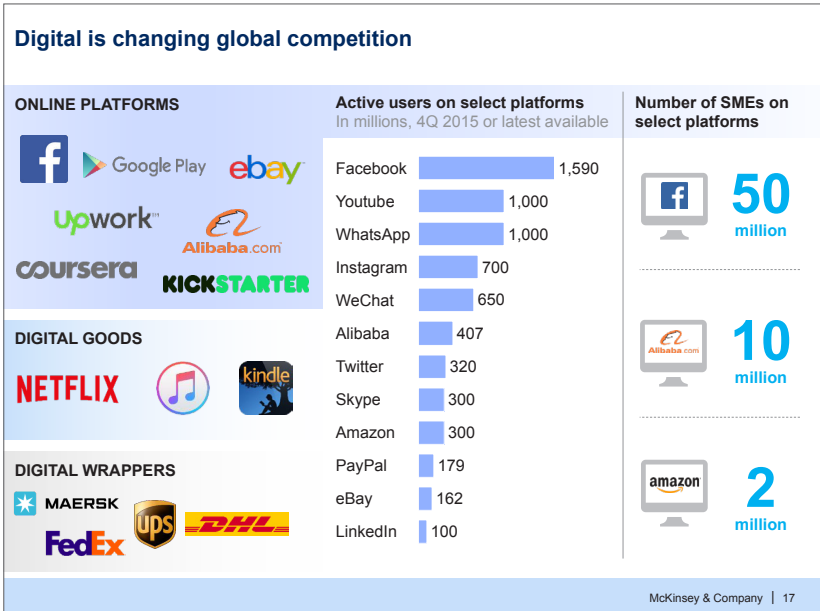 Digital is changing global competition
ONLINE PLATFORMS
f
Google Play
ebay™
upwork™
Alibaba.com
coursera
KICKSTARTER
DIGITAL GOODS
NETFLIX
kindle
DIGITAL WRAPPERS
MAERSK
FedEx
ups
DHL
Active users on select platforms
In millions, 4Q 2015 or latest available
Facebook 1,590
Youtube 1,000
WhatsApp 1,000
Instagram 700
WeChat 650
Alibaba 407
Twitter 320
Skype 300
Amazon 300
PayPal 179
eBay 162
LinkedIn 100
Number of SMEs on
select platforms
f
50
million
Alibaba.com
10
million
amazon
2
million
McKinsey & Company | 17